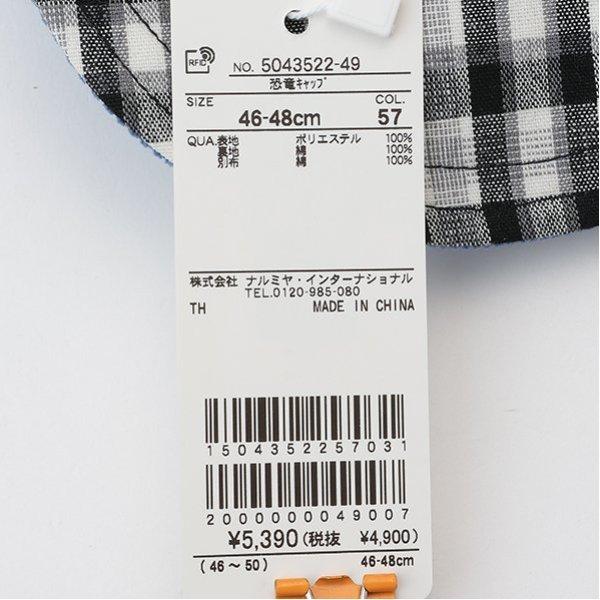 RFID
NO. 5043522-49
恐竜ｷｬｯﾌﾟ
SIZE COL.
46-48cm 57
QUA.表地 ポリエステル 100%
裏地 綿 100%
別布 綿 100%
株式会社 ナルミヤ・インターナショナル
TEL.0120-985-080
TH MADE IN CHINA
1504352257031
2000000049007
¥5,390(税抜 ¥4,900)
(46～50) 46-48cm